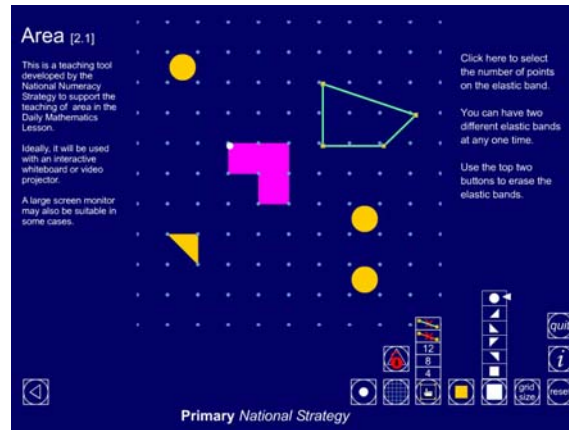 Area [2.1]
This is a teaching tool
developed by the
National Numeracy
Strategy to support the
teaching of area in the
Daily Mathematics
Lesson.
Ideally, it will be used
with an interactive
whiteboard or video
projector.
A large screen monitor
may also be suitable in
some cases.
Click here to select
the number of points
on the elastic band.
You can have two
different elastic bands
at any one time.
Use the top two
buttons to erase the
elastic bands.
12
8
4
quit
i
grid
size
reset
Primary National Strategy